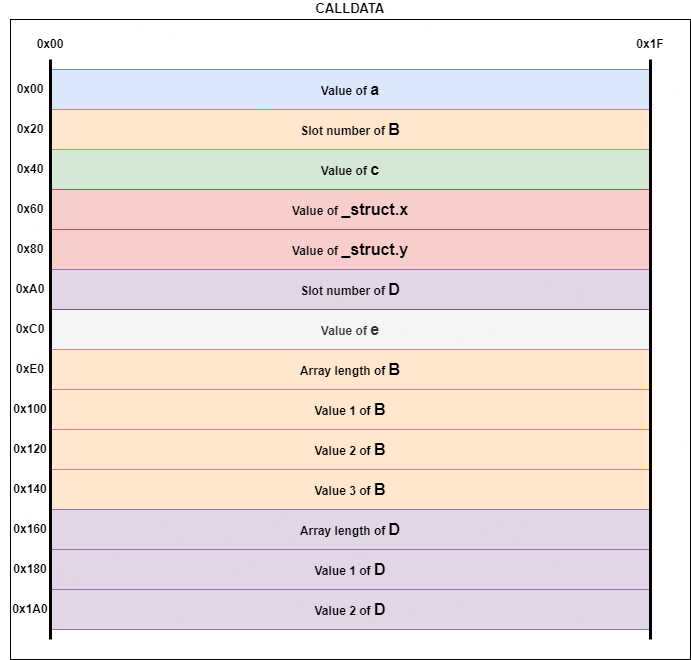 CALLDATA
0x00 0x1F
0x00 Value of a
0x20 Slot number of B
0x40 Value of c
0x60 Value of _struct.x
0x80 Value of _struct.y
0xA0 Slot number of D
0xC0 Value of e
0xE0 Array length of B
0x100 Value 1 of B
0x120 Value 2 of B
0x140 Value 3 of B
0x160 Array length of D
0x180 Value 1 of D
0x1A0 Value 2 of D